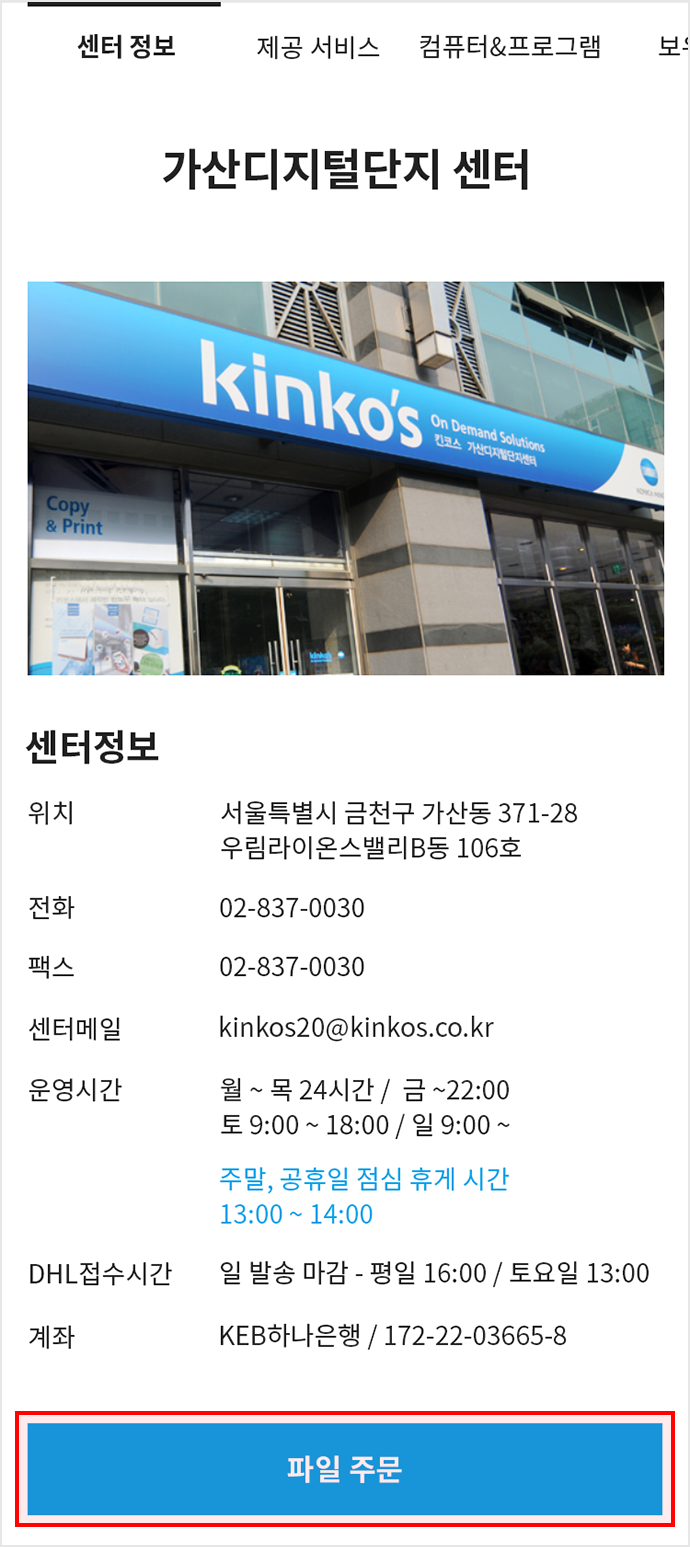 센터 정보 제공 서비스 컴퓨터&프로그램
가산디지털단지 센터
kinko's
On Demand Solutions
킨코스 가산디지털단지센터
Copy
& Print
kinko's
센터정보
위치 서울특별시 금천구 가산동 371-28
우림라이온스밸리B동 106호
전화 02-837-0030
팩스 02-837-0030
센터메일 kinkos20@kinkos.co.kr
운영시간 월 ~ 목 24시간 / 금 ~22:00
토 9:00 ~ 18:00 / 일 9:00 ~
주말, 공휴일 점심 휴게 시간
13:00 ~ 14:00
DHL접수시간 일 발송 마감 - 평일 16:00 / 토요일 13:00
계좌 KEB하나은행 / 172-22-03665-8
파일 주문